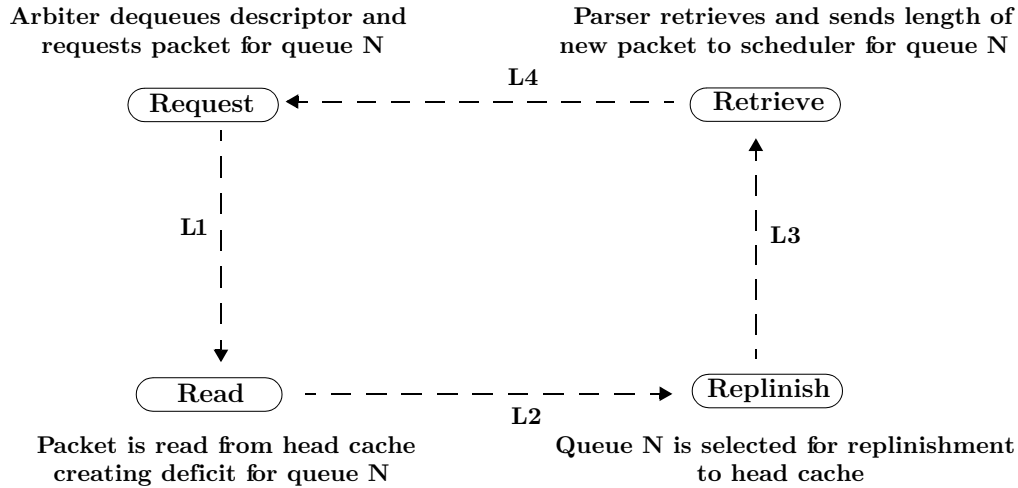 Arbiter dequeues descriptor and
requests packet for queue N
Parser retrieves and sends length of
new packet to scheduler for queue N
L4
Request
Retrieve
L1
L3
Read
Replinish
L2
Packet is read from head cache
creating deficit for queue N
Queue N is selected for replinishment
to head cache